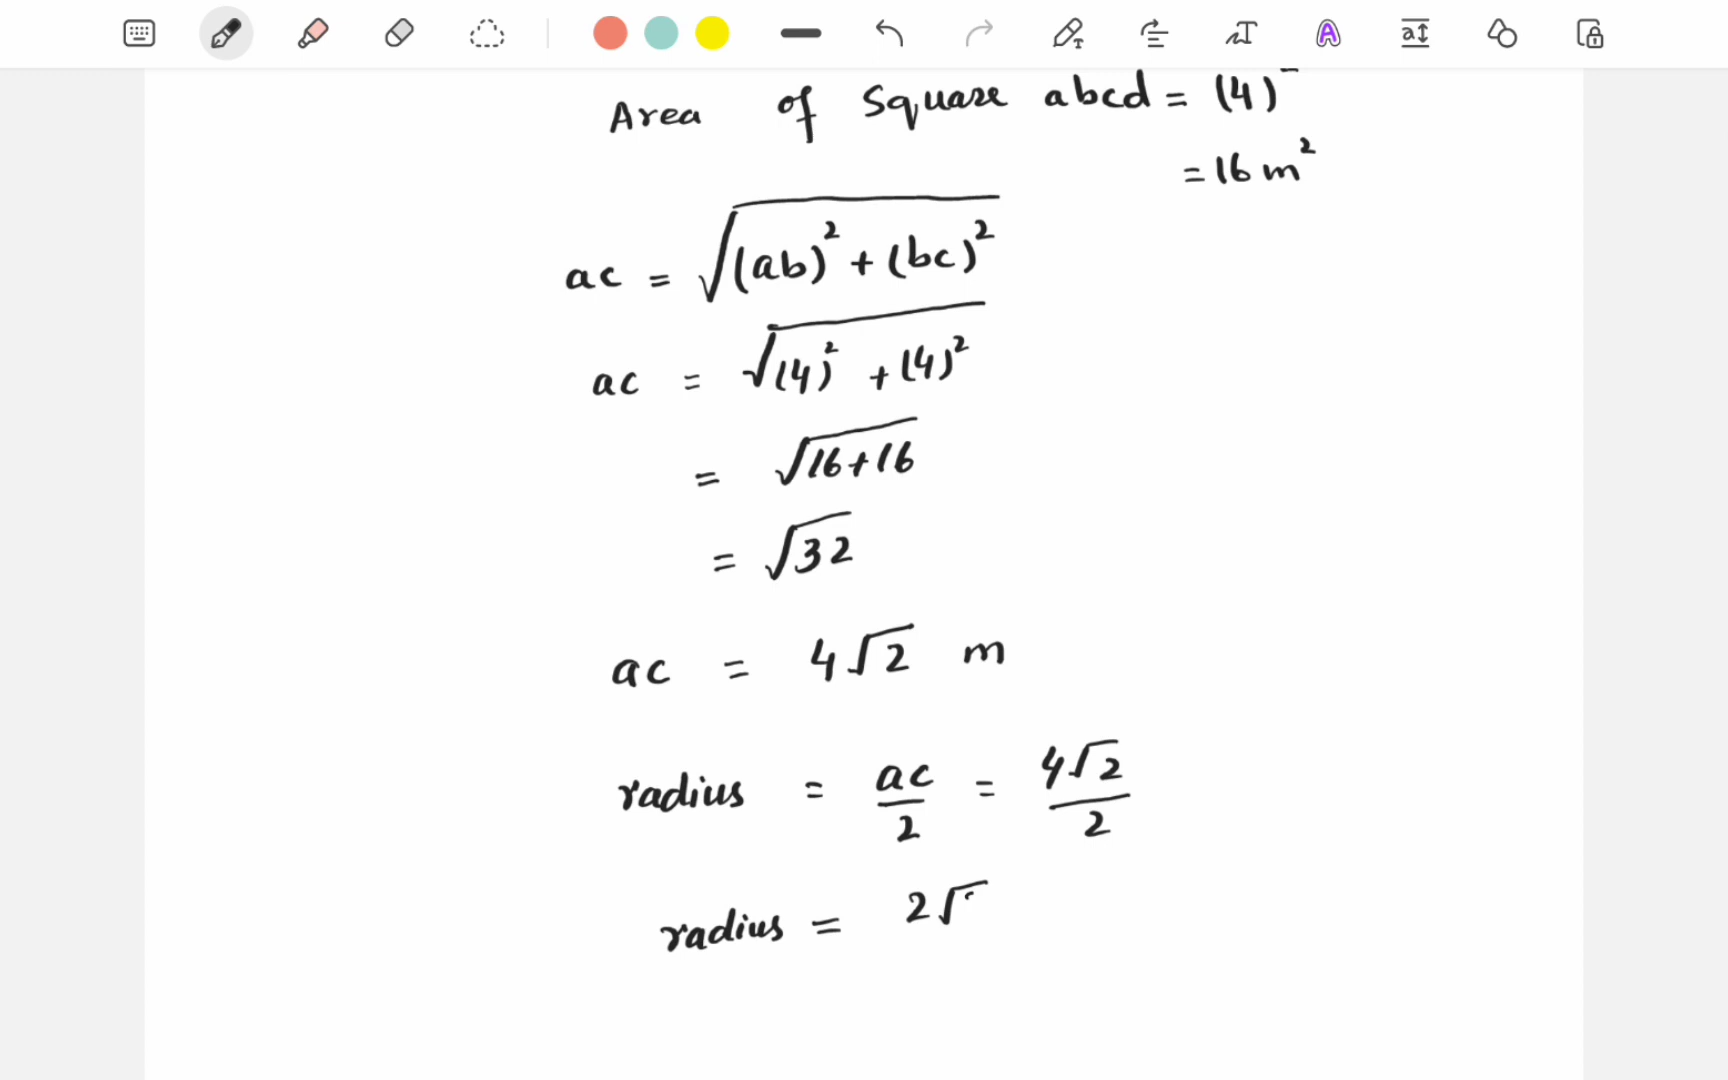 Area of Square abcd = (4)
= 16 m²
ac = √((ab)² + (bc)²)
ac = √((4)² + (4)²)
= √(16+16)
= √32
ac = 4√2 m
radius = ac/2 = 4√2/2
radius = 2√